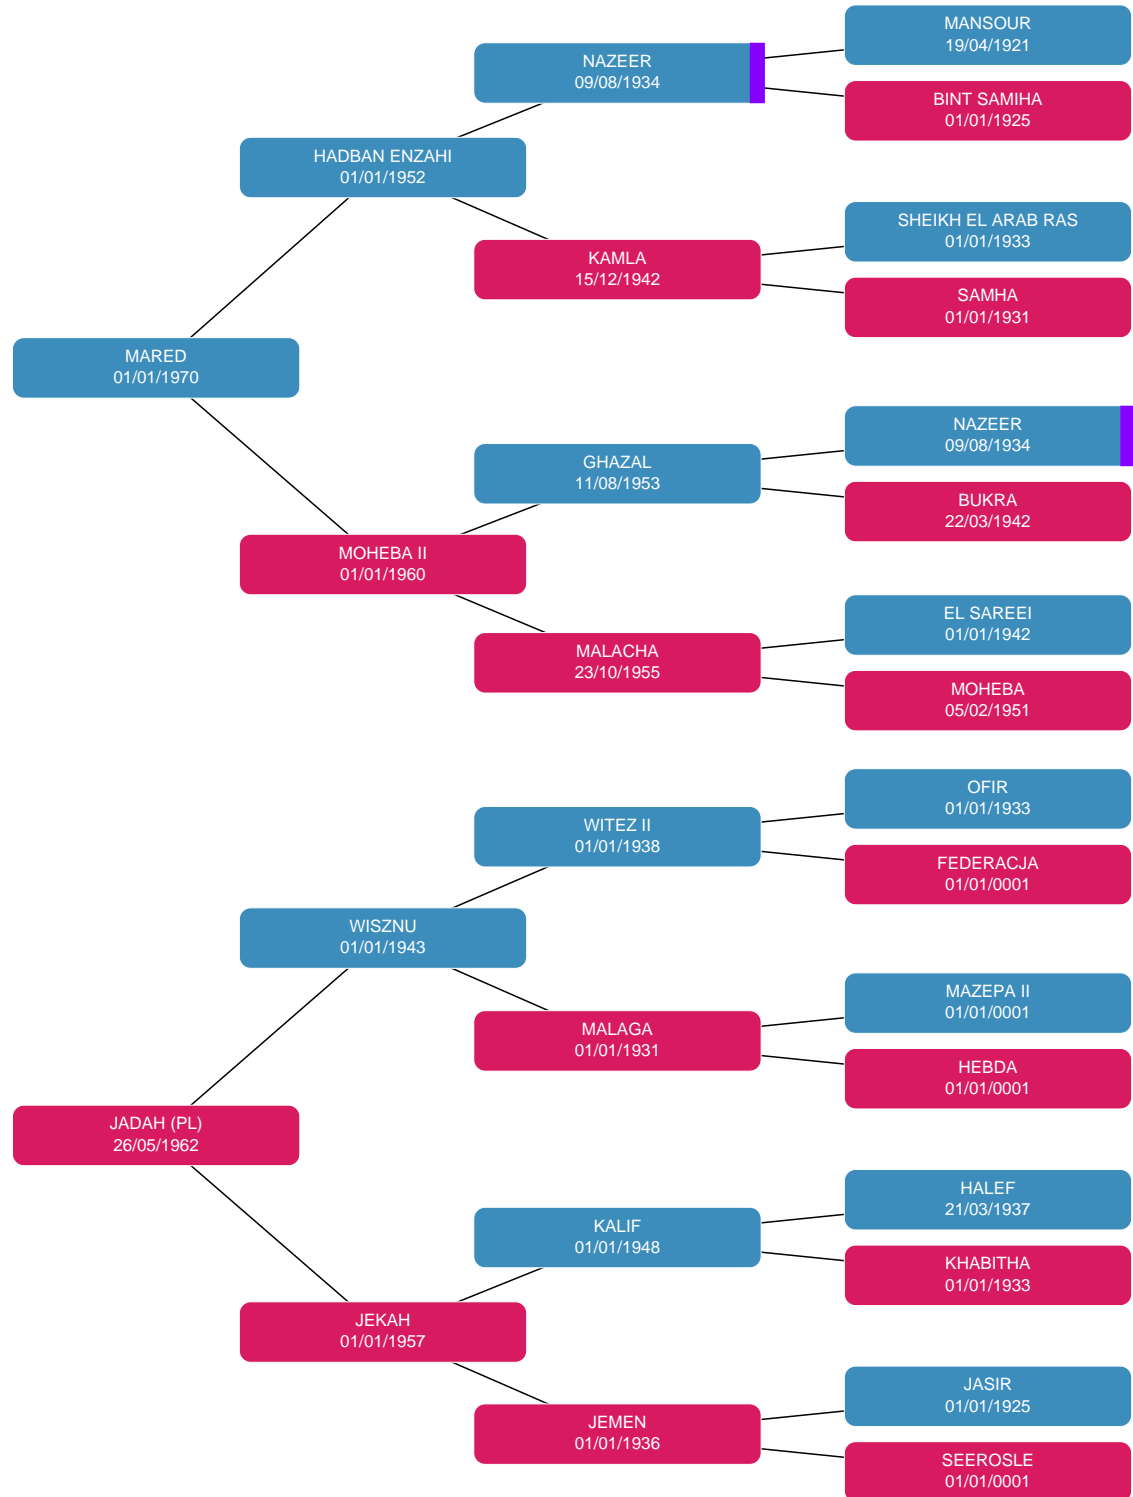 MANSOUR
19/04/1921
NAZEER
09/08/1934
BINT SAMIHA
01/01/1925
HADBAN ENZAHI
01/01/1952
SHEIKH EL ARAB RAS
01/01/1933
KAMLA
15/12/1942
SAMHA
01/01/1931
MARED
01/01/1970
NAZEER
09/08/1934
GHAZAL
11/08/1953
BUKRA
22/03/1942
MOHEBA II
01/01/1960
EL SAREEI
01/01/1942
MALACHA
23/10/1955
MOHEBA
05/02/1951
OFIR
01/01/1933
WITEZ II
01/01/1938
FEDERACJA
01/01/0001
WISZNU
01/01/1943
MAZEPA II
01/01/0001
MALAGA
01/01/1931
HEBDA
01/01/0001
JADAH (PL)
26/05/1962
HALEF
21/03/1937
KALIF
01/01/1948
KHABITHA
01/01/1933
JEKAH
01/01/1957
JASIR
01/01/1925
JEMEN
01/01/1936
SEEROSLE
01/01/0001